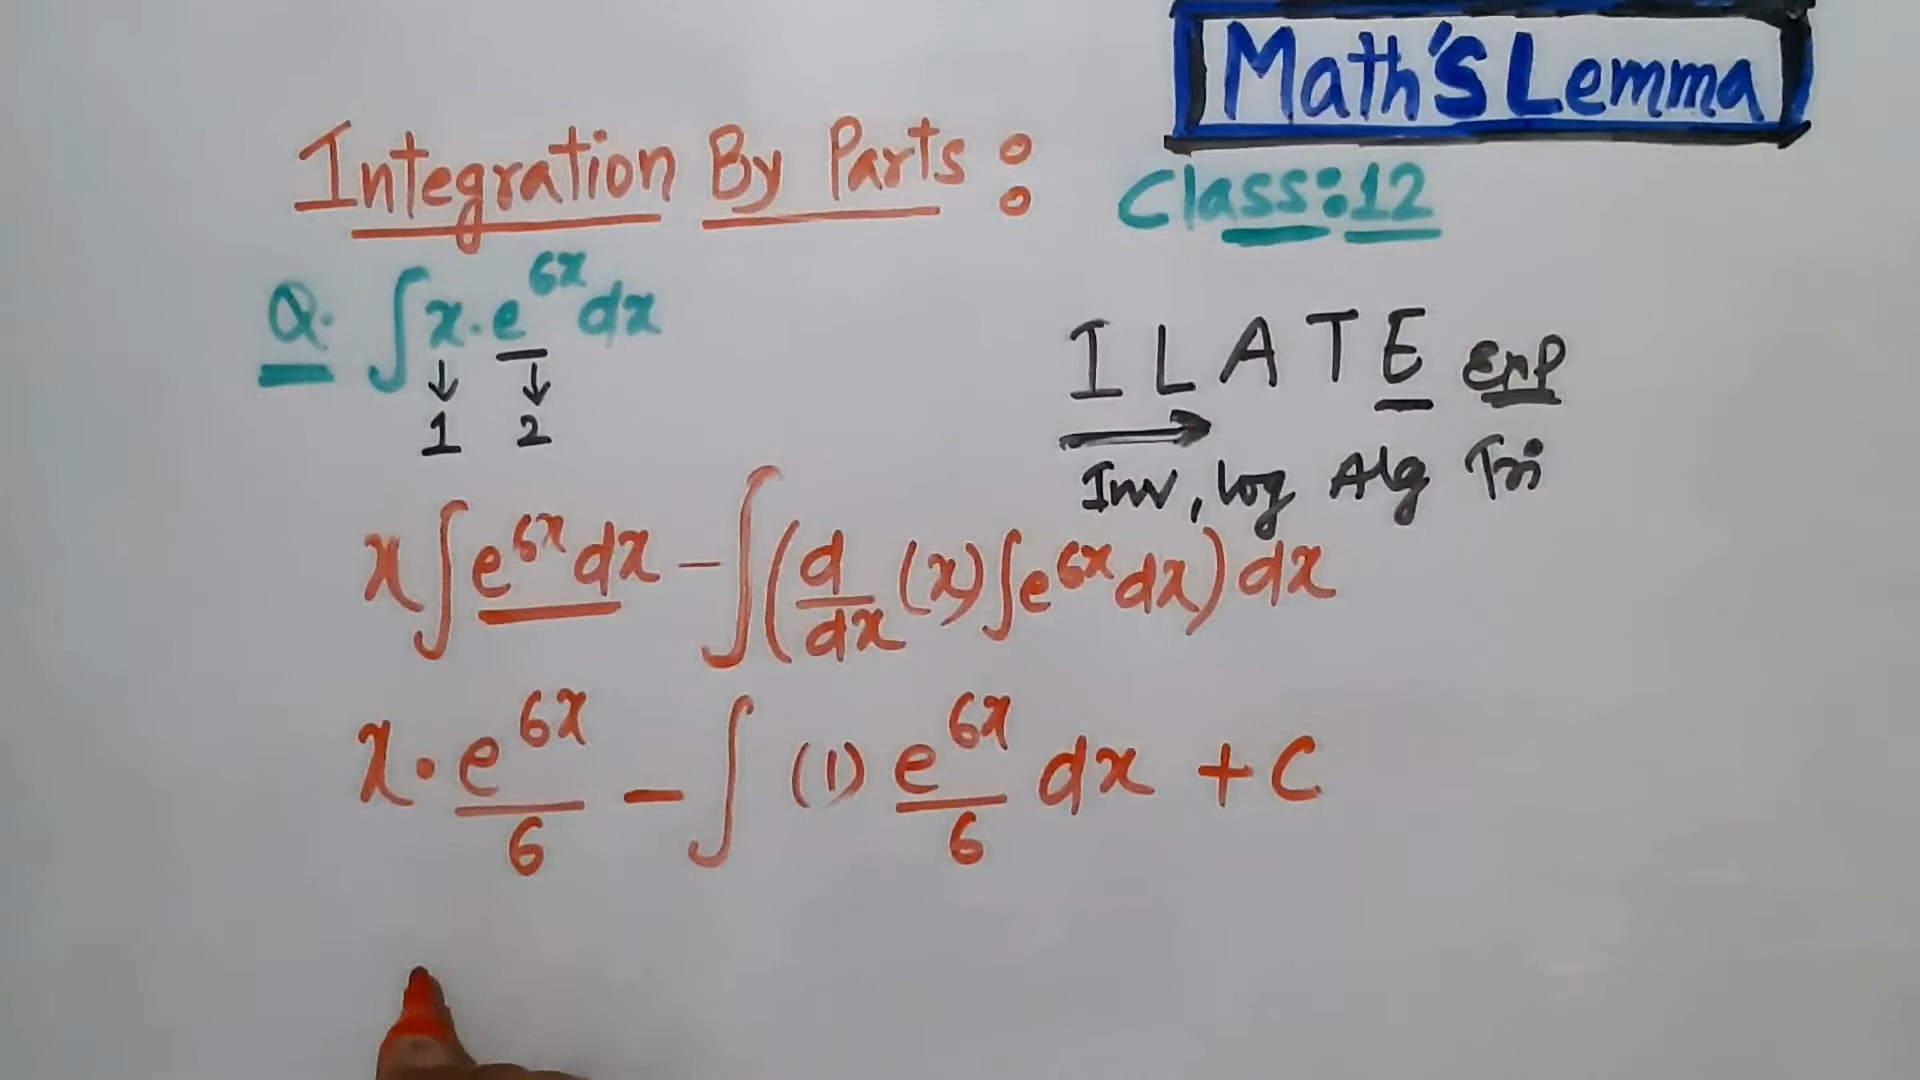 Math's Lemma
Integration By Parts :
Class:12
Q. ∫x·e^6x dx
↓ ↓
1 2
I L A T E Exp
→
Inv, log Alg Tri
x∫e^6x dx − ∫(d/dx (x)∫e^6x dx) dx
x · e^6x/6 − ∫ (1) e^6x/6 dx + C